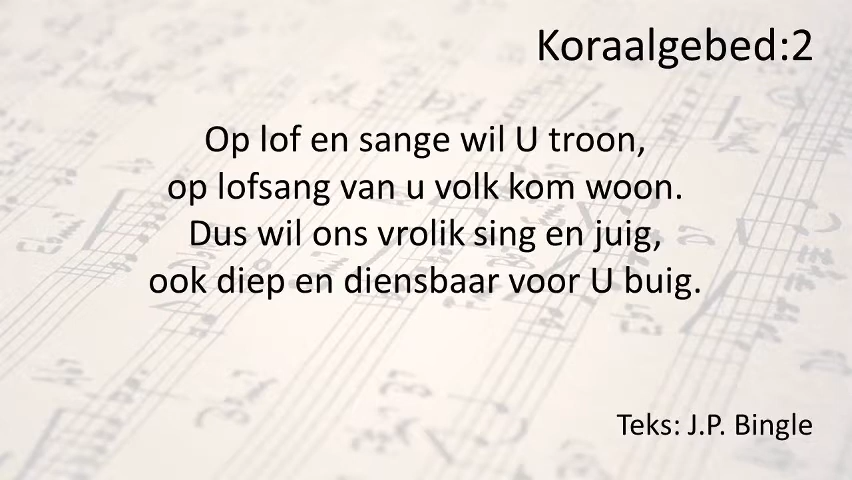 Koraalgebed:2
Op lof en sange wil U troon,
op lofsang van u volk kom woon.
Dus wil ons vrolik sing en juig,
ook diep en diensbaar voor U buig.
Teks: J.P. Bingle